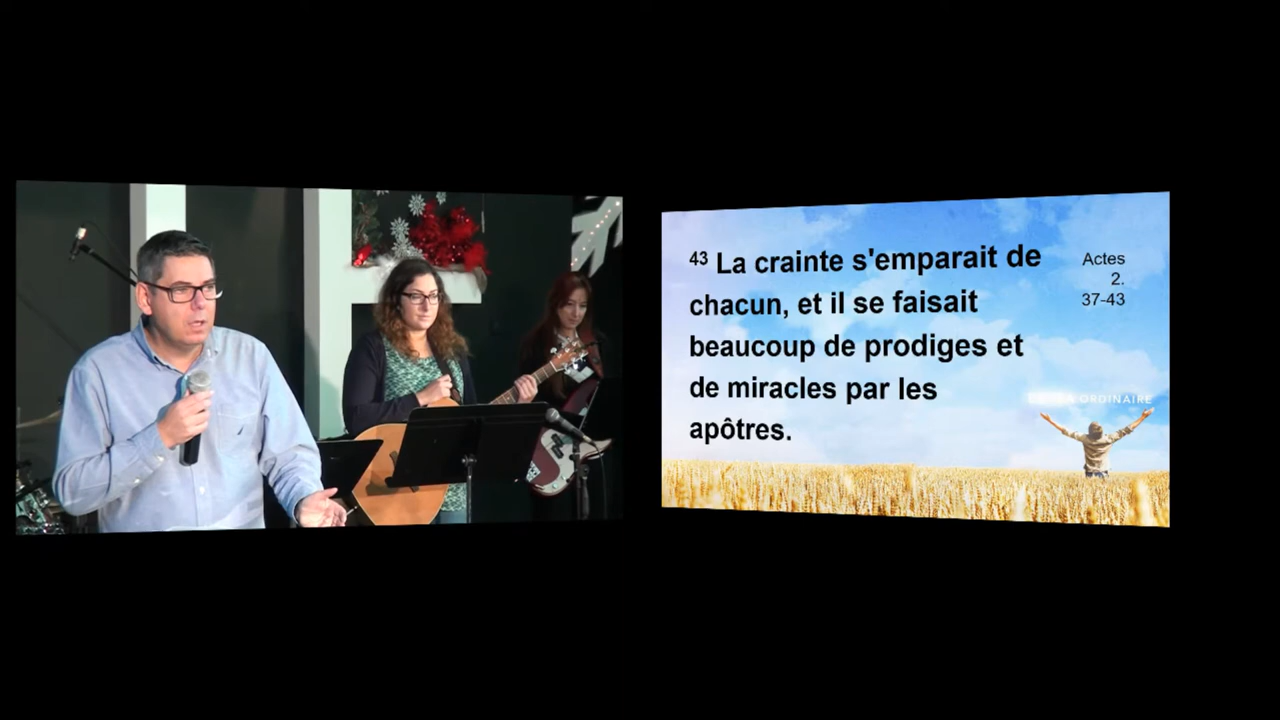 43 La crainte s'emparait de
chacun, et il se faisait
beaucoup de prodiges et
de miracles par les
apôtres.
Actes
2.
37-43
ORDINAIRE